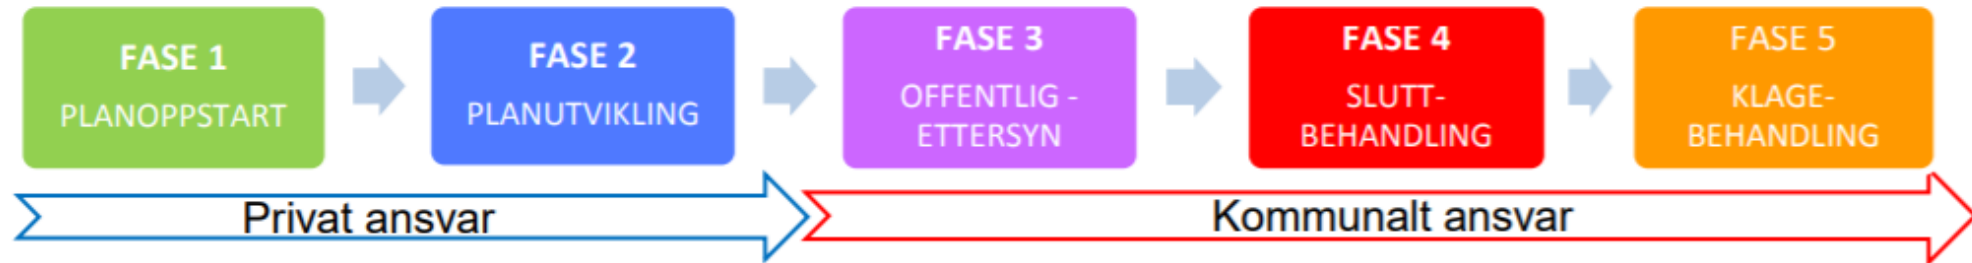 FASE 1
PLANOPPSTART
FASE 2
PLANUTVIKLING
FASE 3
OFFENTLIG -
ETTERSYN
FASE 4
SLUTT-
BEHANDLING
FASE 5
KLAGE-
BEHANDLING
Privat ansvar
Kommunalt ansvar